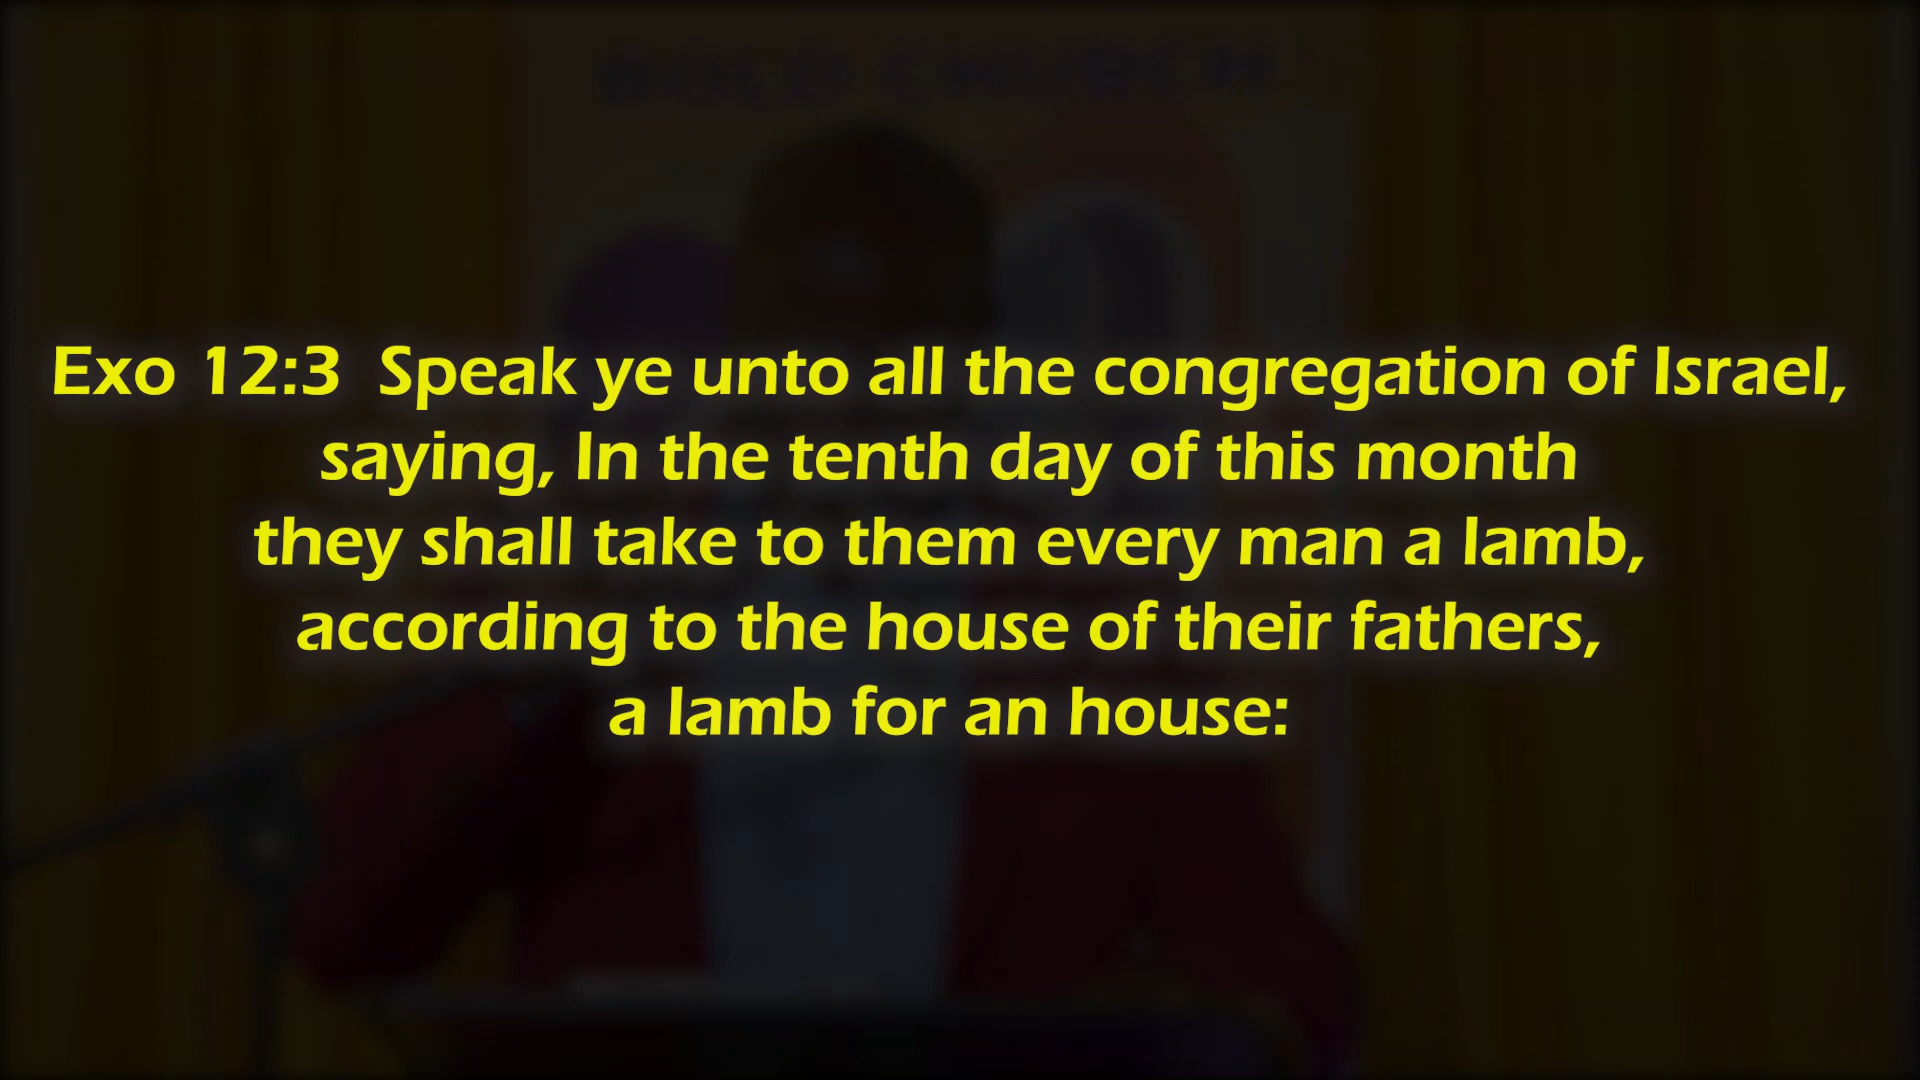 Exo 12:3  Speak ye unto all the congregation of Israel,
saying, In the tenth day of this month
they shall take to them every man a lamb,
according to the house of their fathers,
a lamb for an house: